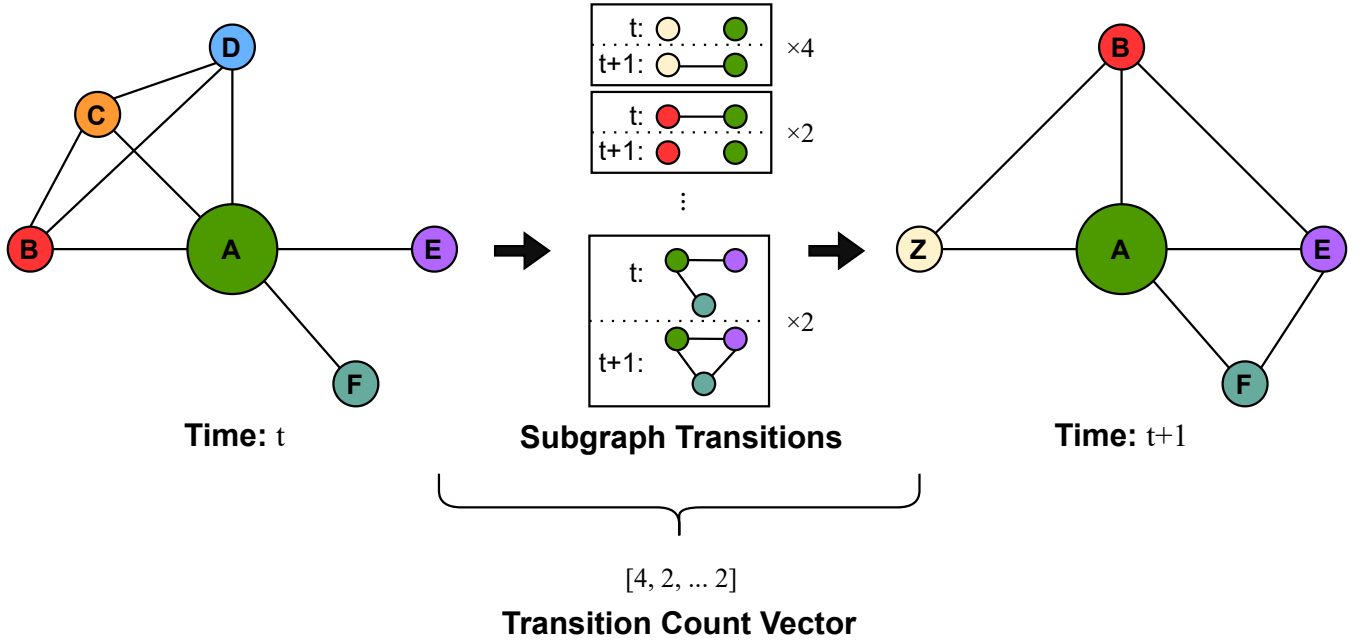 D
C
B
A
E
F
Time: t
t:
t+1:
×4
t:
t+1:
×2
⋮
t:
t+1:
×2
Subgraph Transitions
B
Z
A
E
F
Time: t+1
[4, 2, ... 2]
Transition Count Vector